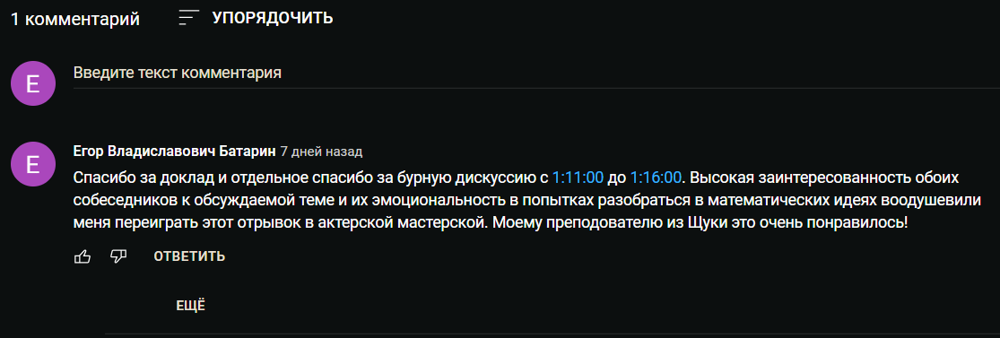 1 комментарий УПОРЯДОЧИТЬ
E
Введите текст комментария
E
Егор Владиславович Батарин 7 дней назад
Спасибо за доклад и отдельное спасибо за бурную дискуссию с 1:11:00 до 1:16:00. Высокая заинтересованность обоих
собеседников к обсуждаемой теме и их эмоциональность в попытках разобраться в математических идеях воодушевили
меня переиграть этот отрывок в актерской мастерской. Моему преподователю из Щуки это очень понравилось!
ОТВЕТИТЬ
ЕЩЁ